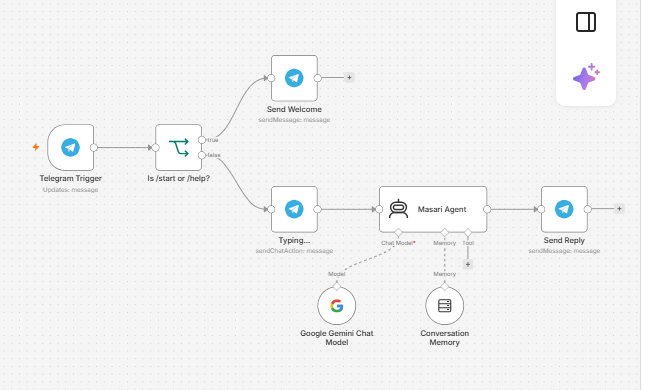 Send Welcome
sendMessage: message
true
false
Telegram Trigger
Updates: message
Is /start or /help?
Masari Agent
Typing...
sendChatAction: message
Chat Model*
Memory
Tool
Send Reply
sendMessage: message
Model
Memory
Google Gemini Chat
Model
Conversation
Memory